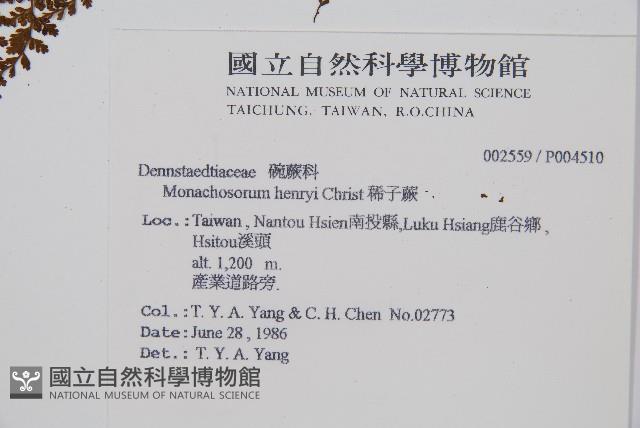 國立自然科學博物館
NATIONAL MUSEUM OF NATURAL SCIENCE
TAICHUNG, TAIWAN, R.O.CHINA
002559 / P004510
Dennstaedtiaceae 碗蕨科
Monachosorum henryi Christ 稀子蕨
Loc.:Taiwan , Nantou Hsien南投縣,Luku Hsiang鹿谷鄉 ,
Hsitou溪頭
alt. 1,200 m.
產業道路旁.
Col.:T. Y. A. Yang & C. H. Chen No.02773
Date:June 28 , 1986
Det.: T. Y. A. Yang
國立自然科學博物館
NATIONAL MUSEUM OF NATURAL SCIENCE